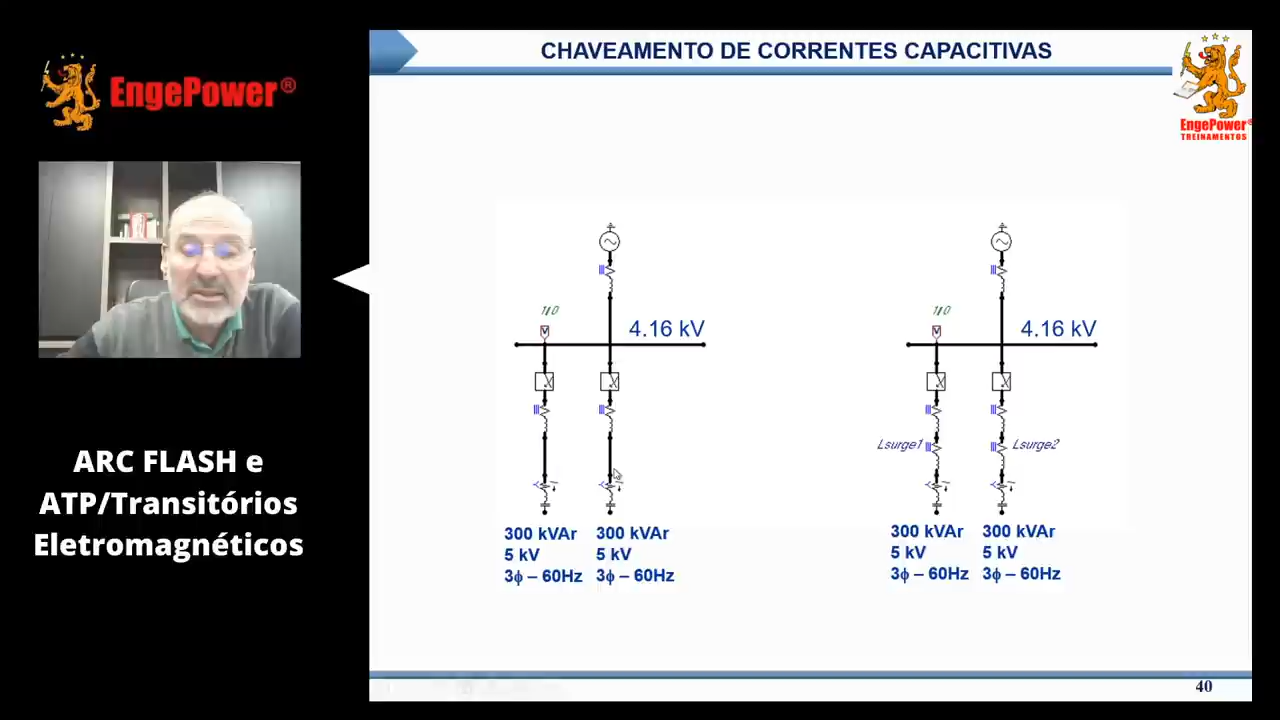 EngePower®
ARC FLASH e
ATP/Transitórios
Eletromagnéticos
CHAVEAMENTO DE CORRENTES CAPACITIVAS
EngePower®
TREINAMENTOS
V
4.16 kV
300 kVAr 300 kVAr
5 kV 5 kV
3ϕ – 60Hz 3ϕ – 60Hz
V
4.16 kV
Lsurge1 Lsurge2
300 kVAr 300 kVAr
5 kV 5 kV
3ϕ – 60Hz 3ϕ – 60Hz
40